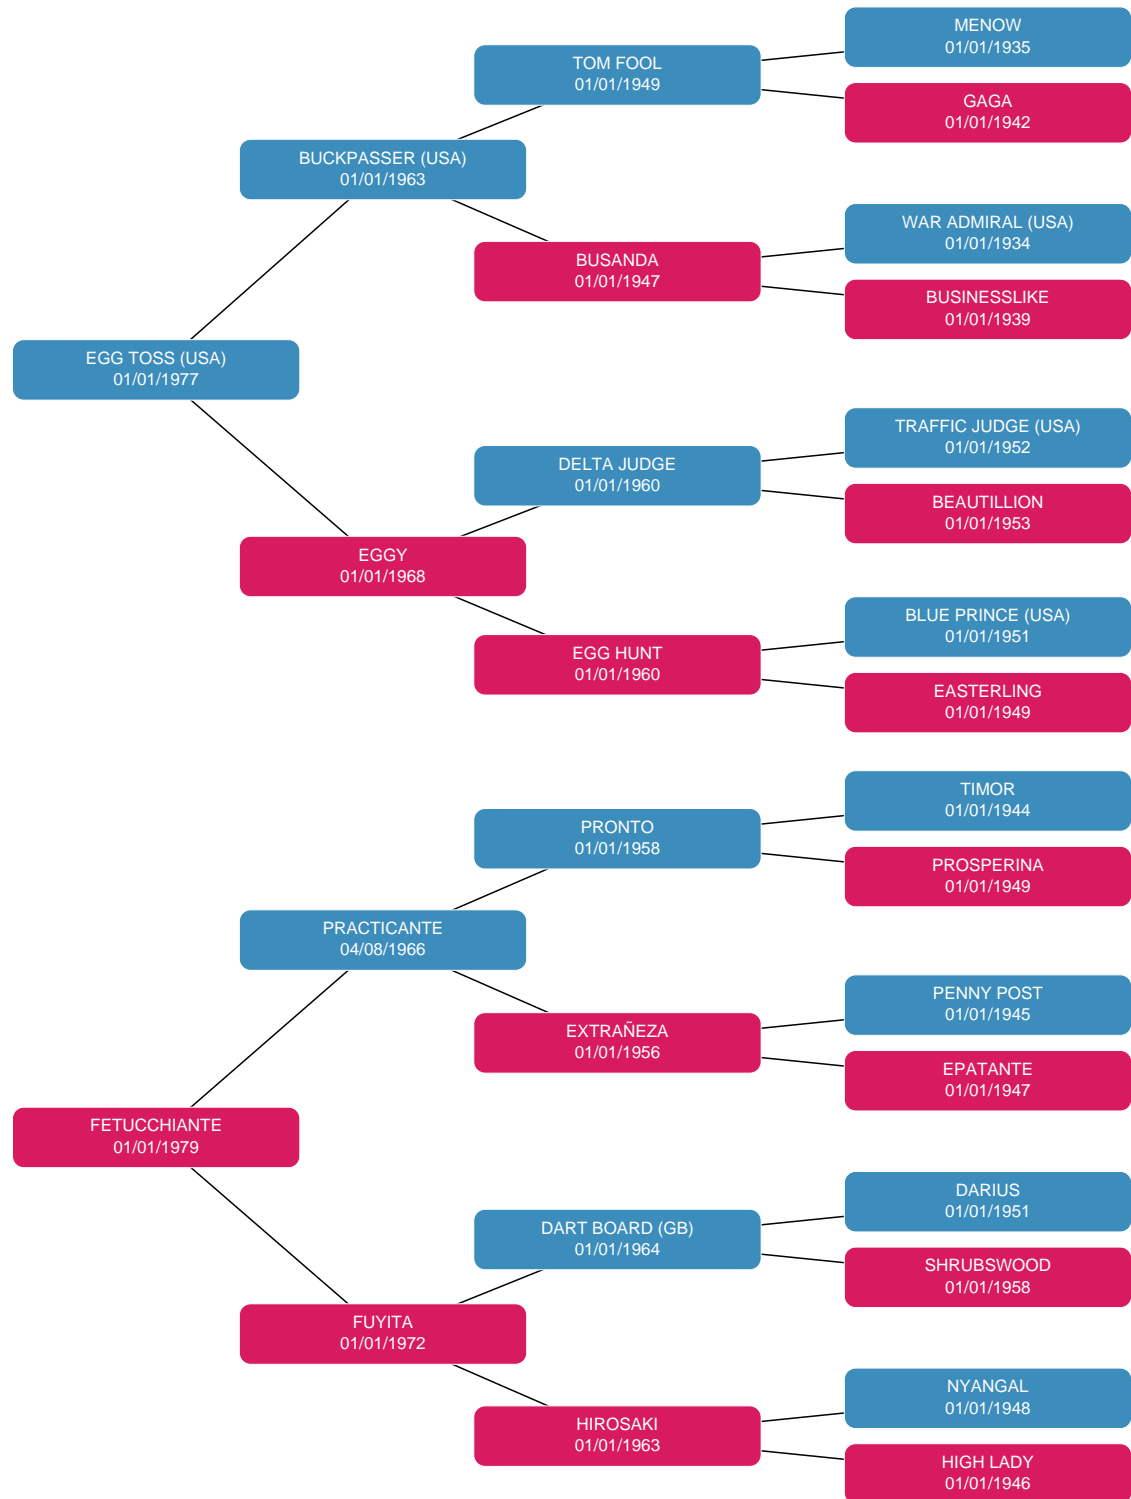 MENOW
01/01/1935
TOM FOOL
01/01/1949
GAGA
01/01/1942
BUCKPASSER (USA)
01/01/1963
WAR ADMIRAL (USA)
01/01/1934
BUSANDA
01/01/1947
BUSINESSLIKE
01/01/1939
EGG TOSS (USA)
01/01/1977
TRAFFIC JUDGE (USA)
01/01/1952
DELTA JUDGE
01/01/1960
BEAUTILLION
01/01/1953
EGGY
01/01/1968
BLUE PRINCE (USA)
01/01/1951
EGG HUNT
01/01/1960
EASTERLING
01/01/1949
TIMOR
01/01/1944
PRONTO
01/01/1958
PROSPERINA
01/01/1949
PRACTICANTE
04/08/1966
PENNY POST
01/01/1945
EXTRAÑEZA
01/01/1956
EPATANTE
01/01/1947
FETUCCHIANTE
01/01/1979
DARIUS
01/01/1951
DART BOARD (GB)
01/01/1964
SHRUBSWOOD
01/01/1958
FUYITA
01/01/1972
NYANGAL
01/01/1948
HIROSAKI
01/01/1963
HIGH LADY
01/01/1946